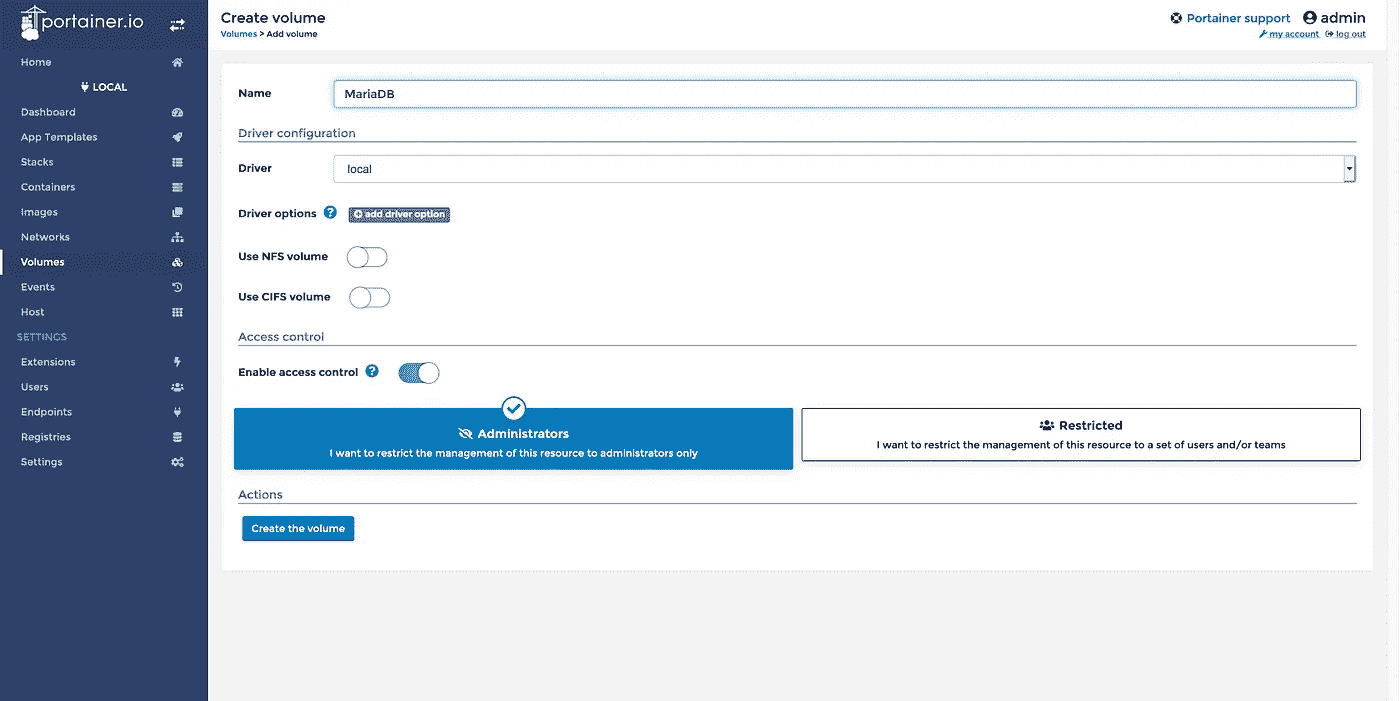 portainer.io
Home
LOCAL
Dashboard
App Templates
Stacks
Containers
Images
Networks
Volumes
Events
Host
SETTINGS
Extensions
Users
Endpoints
Registries
Settings
Create volume
Volumes > Add volume
Portainer support admin
my account log out
Name MariaDB
Driver configuration
Driver local
Driver options add driver option
Use NFS volume
Use CIFS volume
Access control
Enable access control
Administrators
I want to restrict the management of this resource to administrators only
Restricted
I want to restrict the management of this resource to a set of users and/or teams
Actions
Create the volume